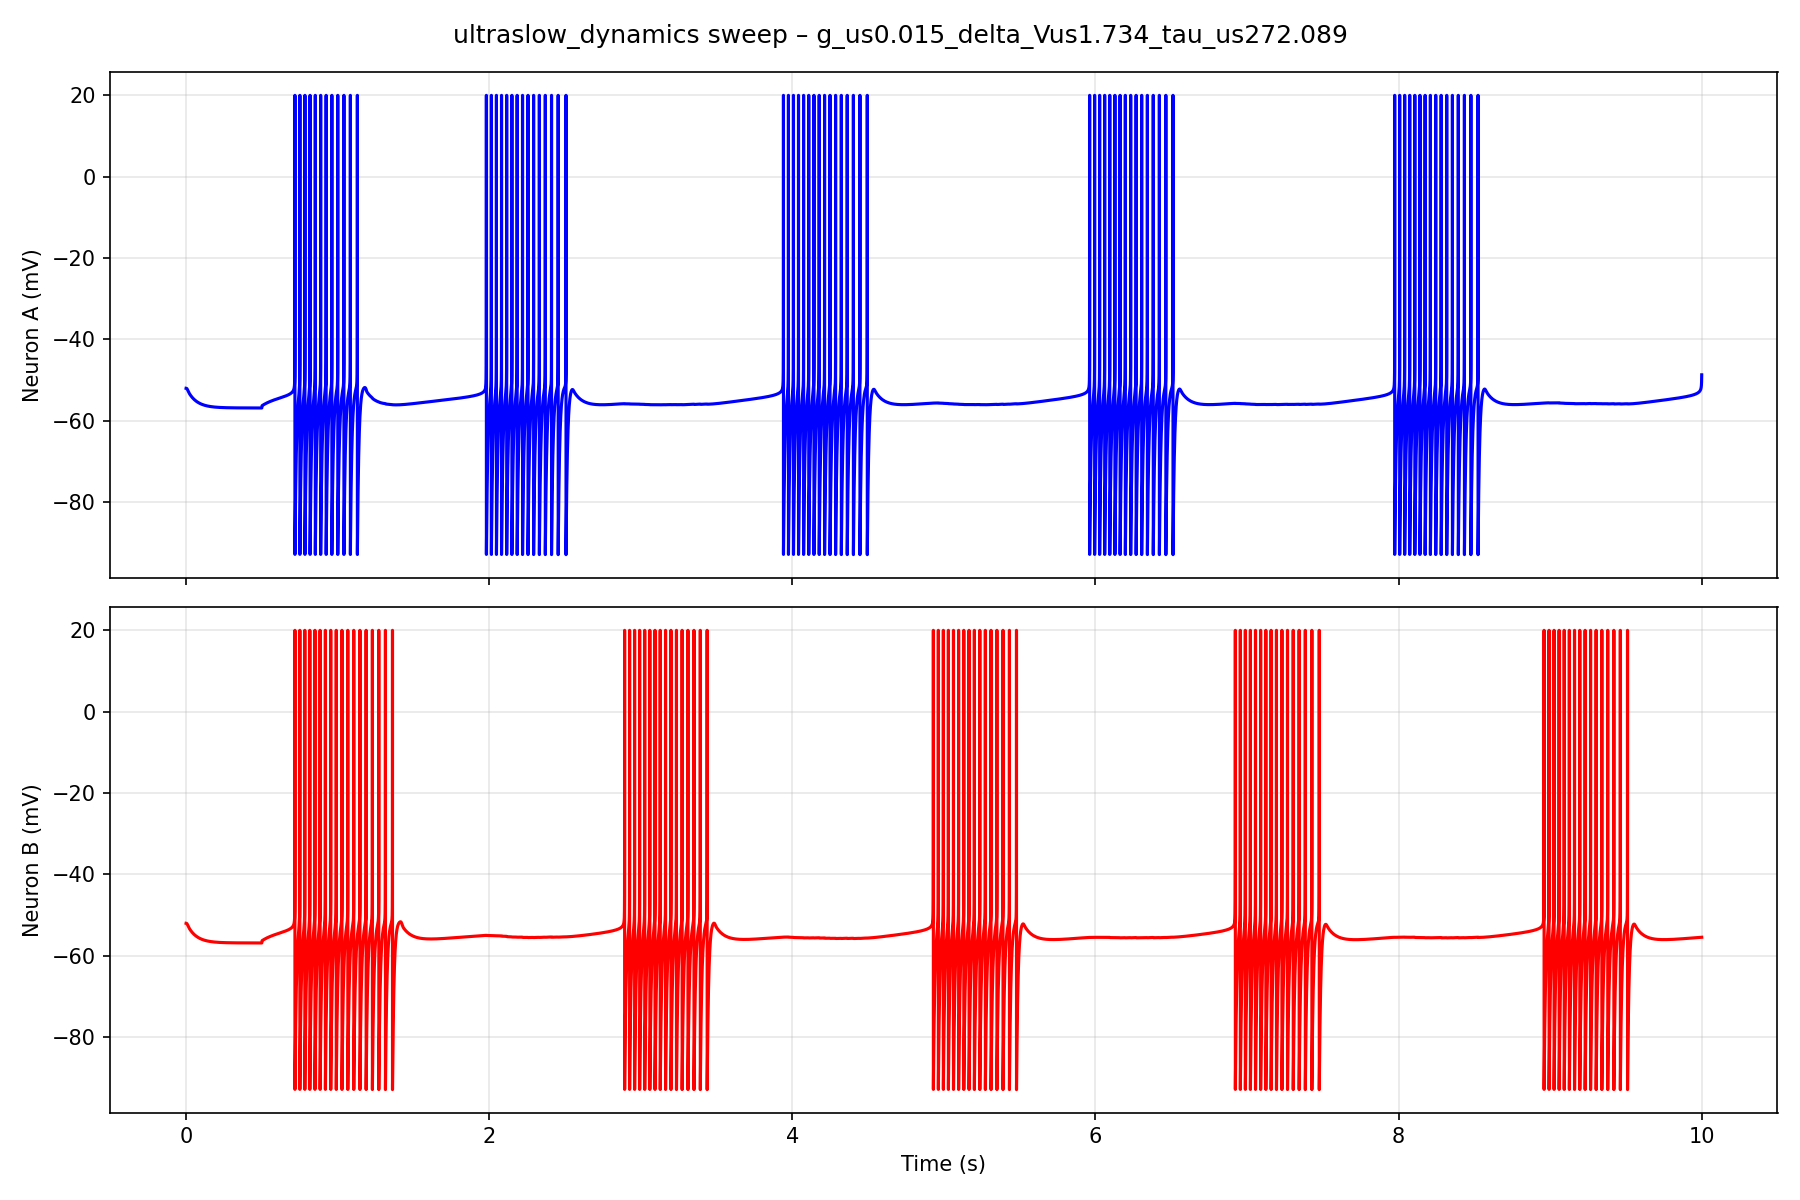 ultraslow_dynamics sweep – g_us0.015_delta_Vus1.734_tau_us272.089
20
0
−20
−40
−60
−80
Neuron A (mV)
20
0
−20
−40
−60
−80
Neuron B (mV)
0 2 4 6 8 10
Time (s)